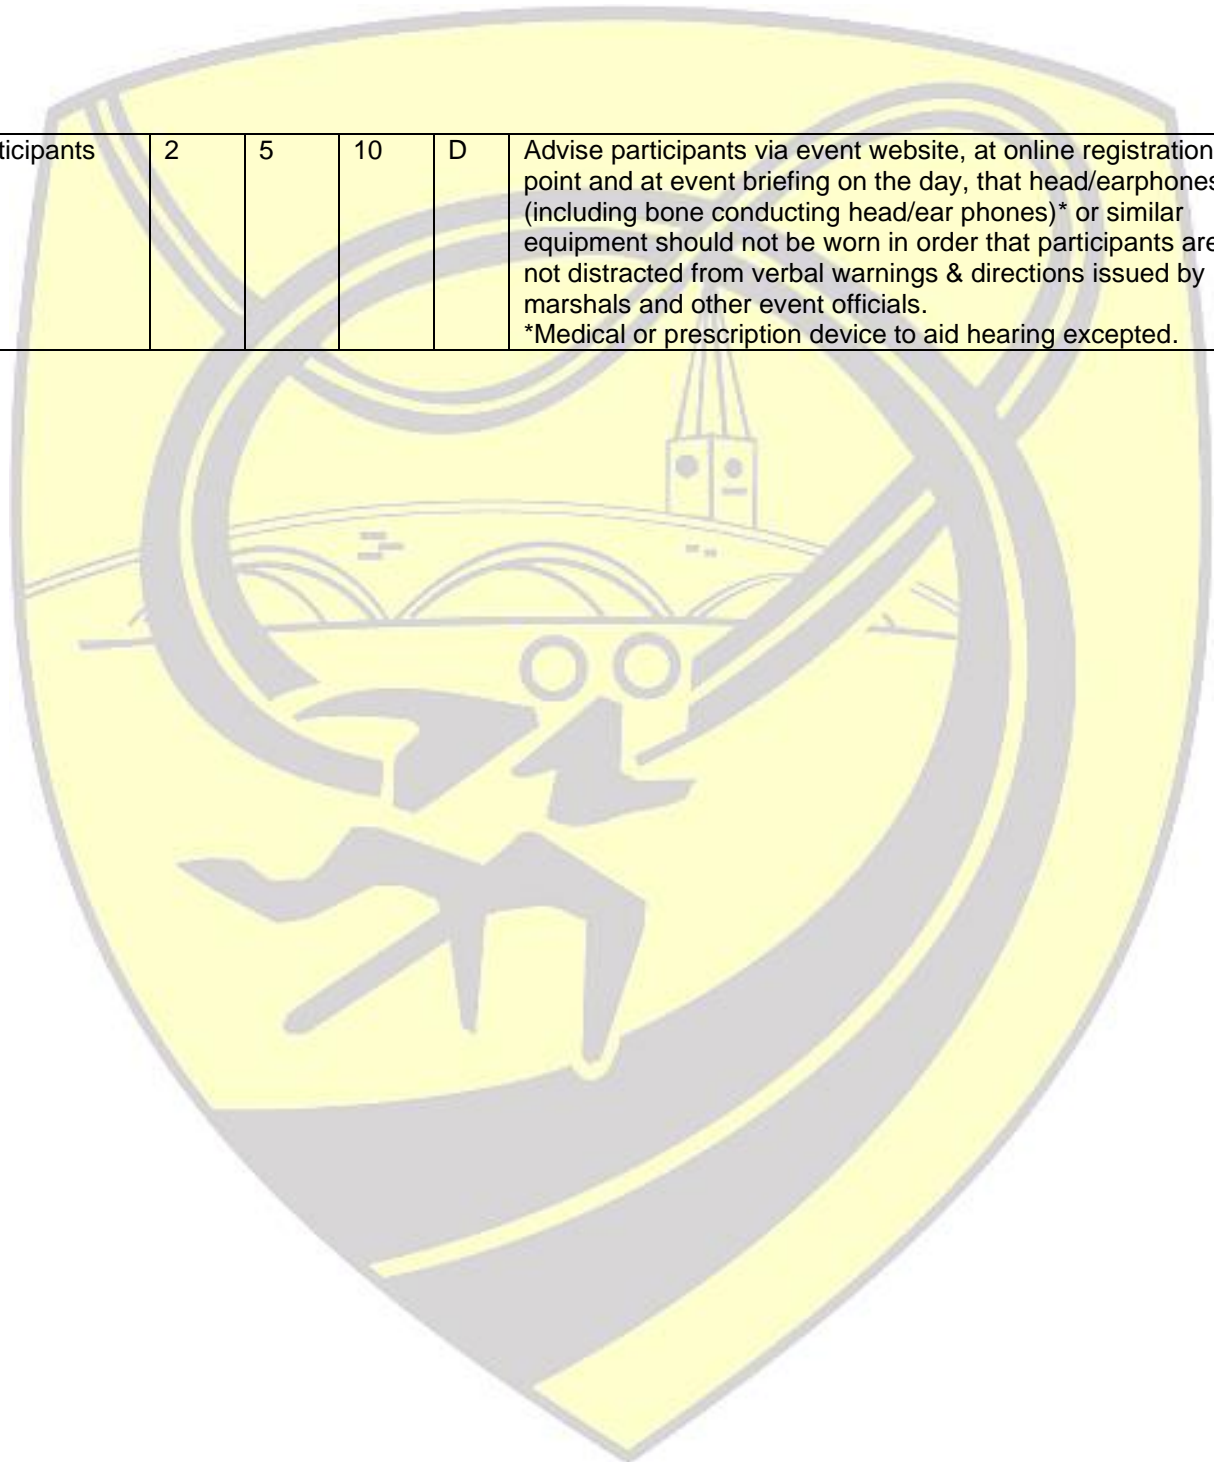 ticipants 2 5 10 D Advise participants via event website, at online registration
point and at event briefing on the day, that head/earphones
(including bone conducting head/ear phones)* or similar
equipment should not be worn in order that participants are
not distracted from verbal warnings & directions issued by
marshals and other event officials.
*Medical or prescription device to aid hearing excepted.